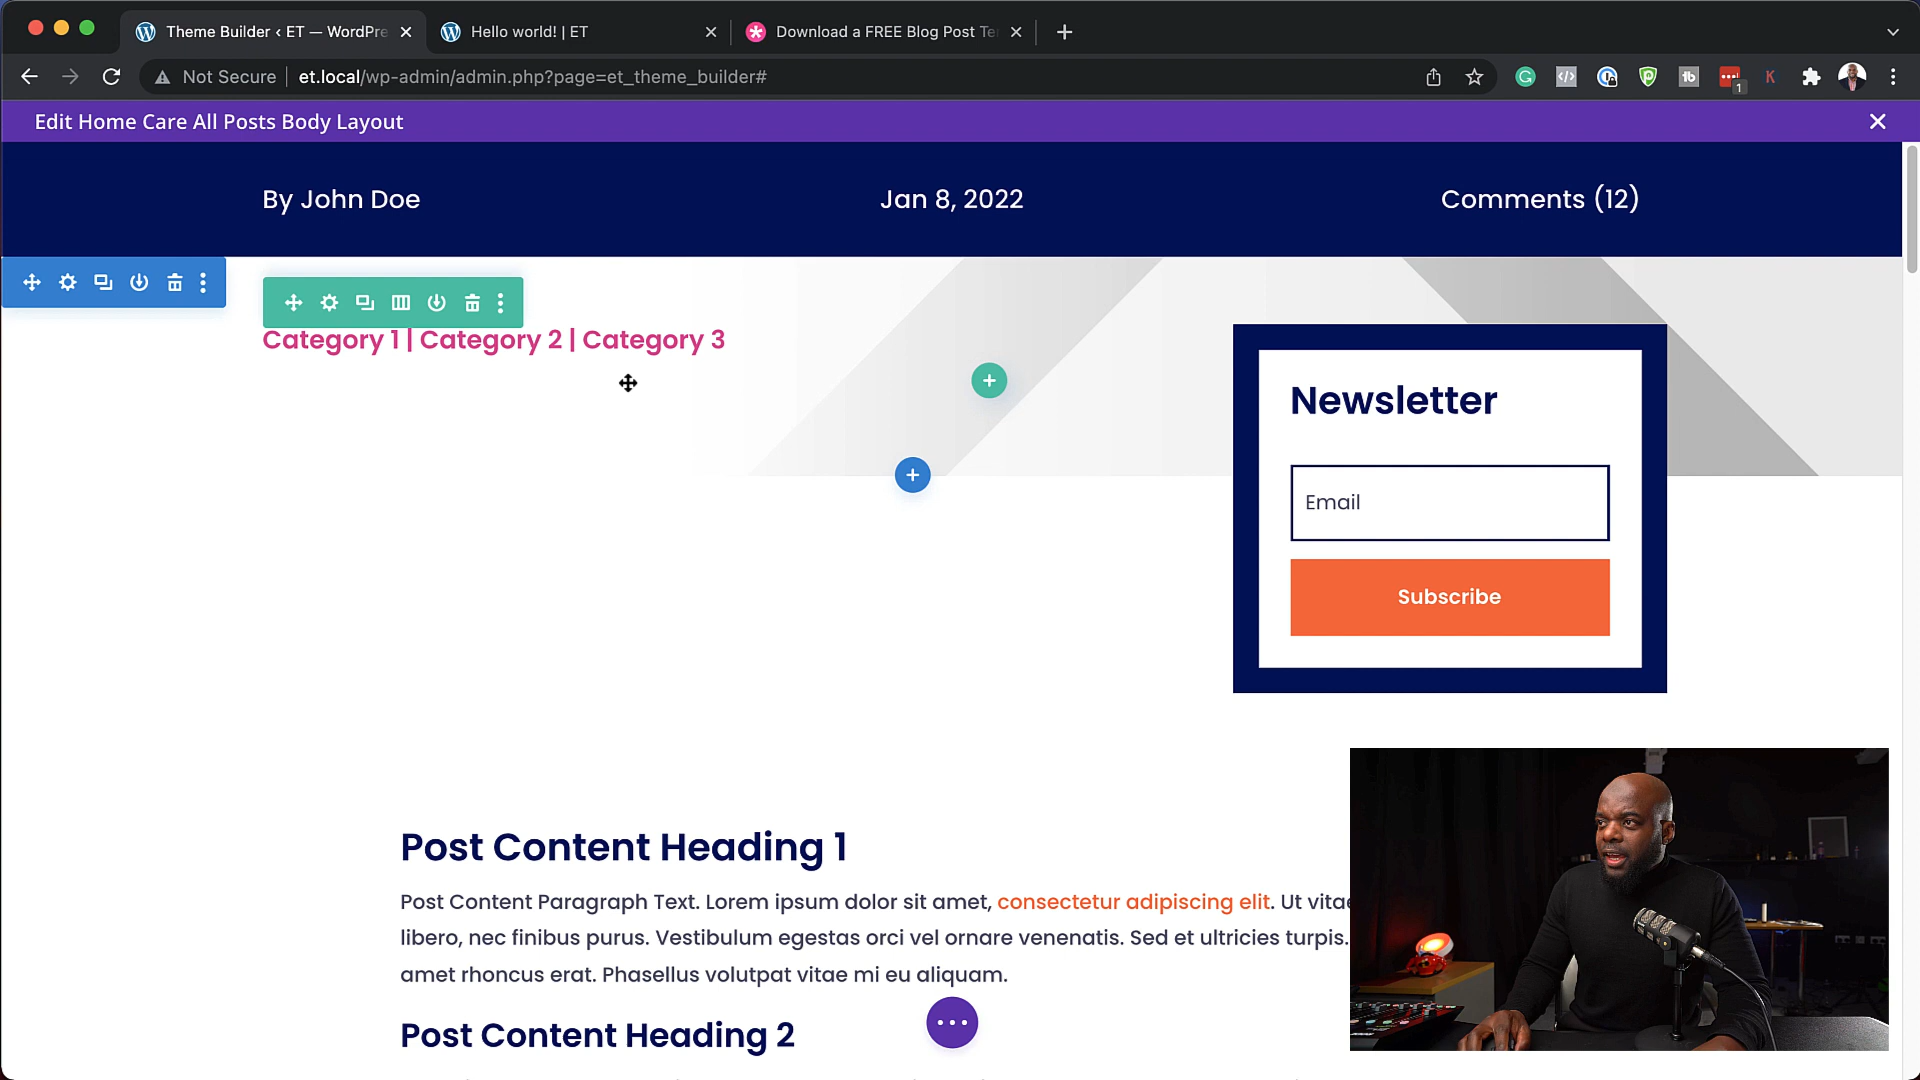 Theme Builder ‹ ET — WordPre
Hello world! | ET
Download a FREE Blog Post Te
Not Secure
et.local/wp-admin/admin.php?page=et_theme_builder#
1
Edit Home Care All Posts Body Layout
By John Doe
Jan 8, 2022
Comments (12)
Category 1 | Category 2 | Category 3
Newsletter
Email
Subscribe
Post Content Heading 1
Post Content Paragraph Text. Lorem ipsum dolor sit amet, consectetur adipiscing elit. Ut vitae
libero, nec finibus purus. Vestibulum egestas orci vel ornare venenatis. Sed et ultricies turpis.
amet rhoncus erat. Phasellus volutpat vitae mi eu aliquam.
Post Content Heading 2